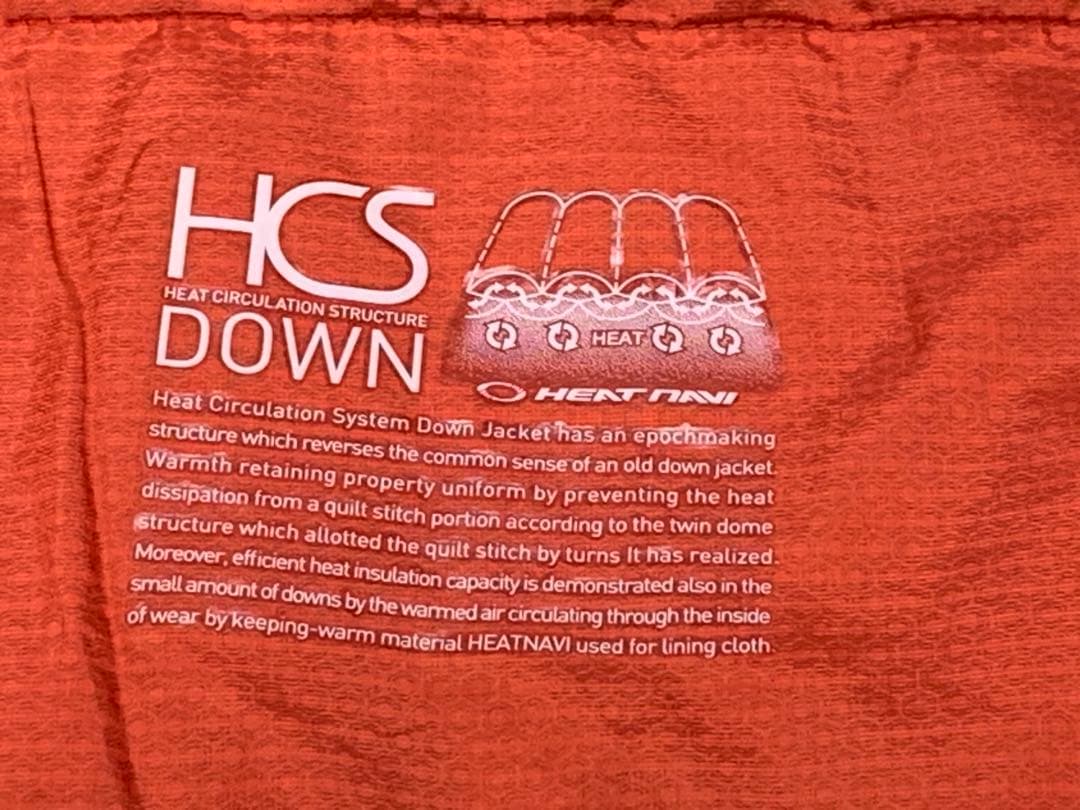 HCS
HEAT CIRCULATION STRUCTURE
DOWN
HEAT
HEAT NAVI
Heat Circulation System Down Jacket has an epochmaking
structure which reverses the common sense of an old down jacket.
Warmth retaining property uniform by preventing the heat
dissipation from a quilt stitch portion according to the twin dome
structure which allotted the quilt stitch by turns It has realized.
Moreover, efficient heat insulation capacity is demonstrated also in the
small amount of downs by the warmed air circulating through the inside
of wear by keeping-warm material HEATNAVI used for lining cloth.